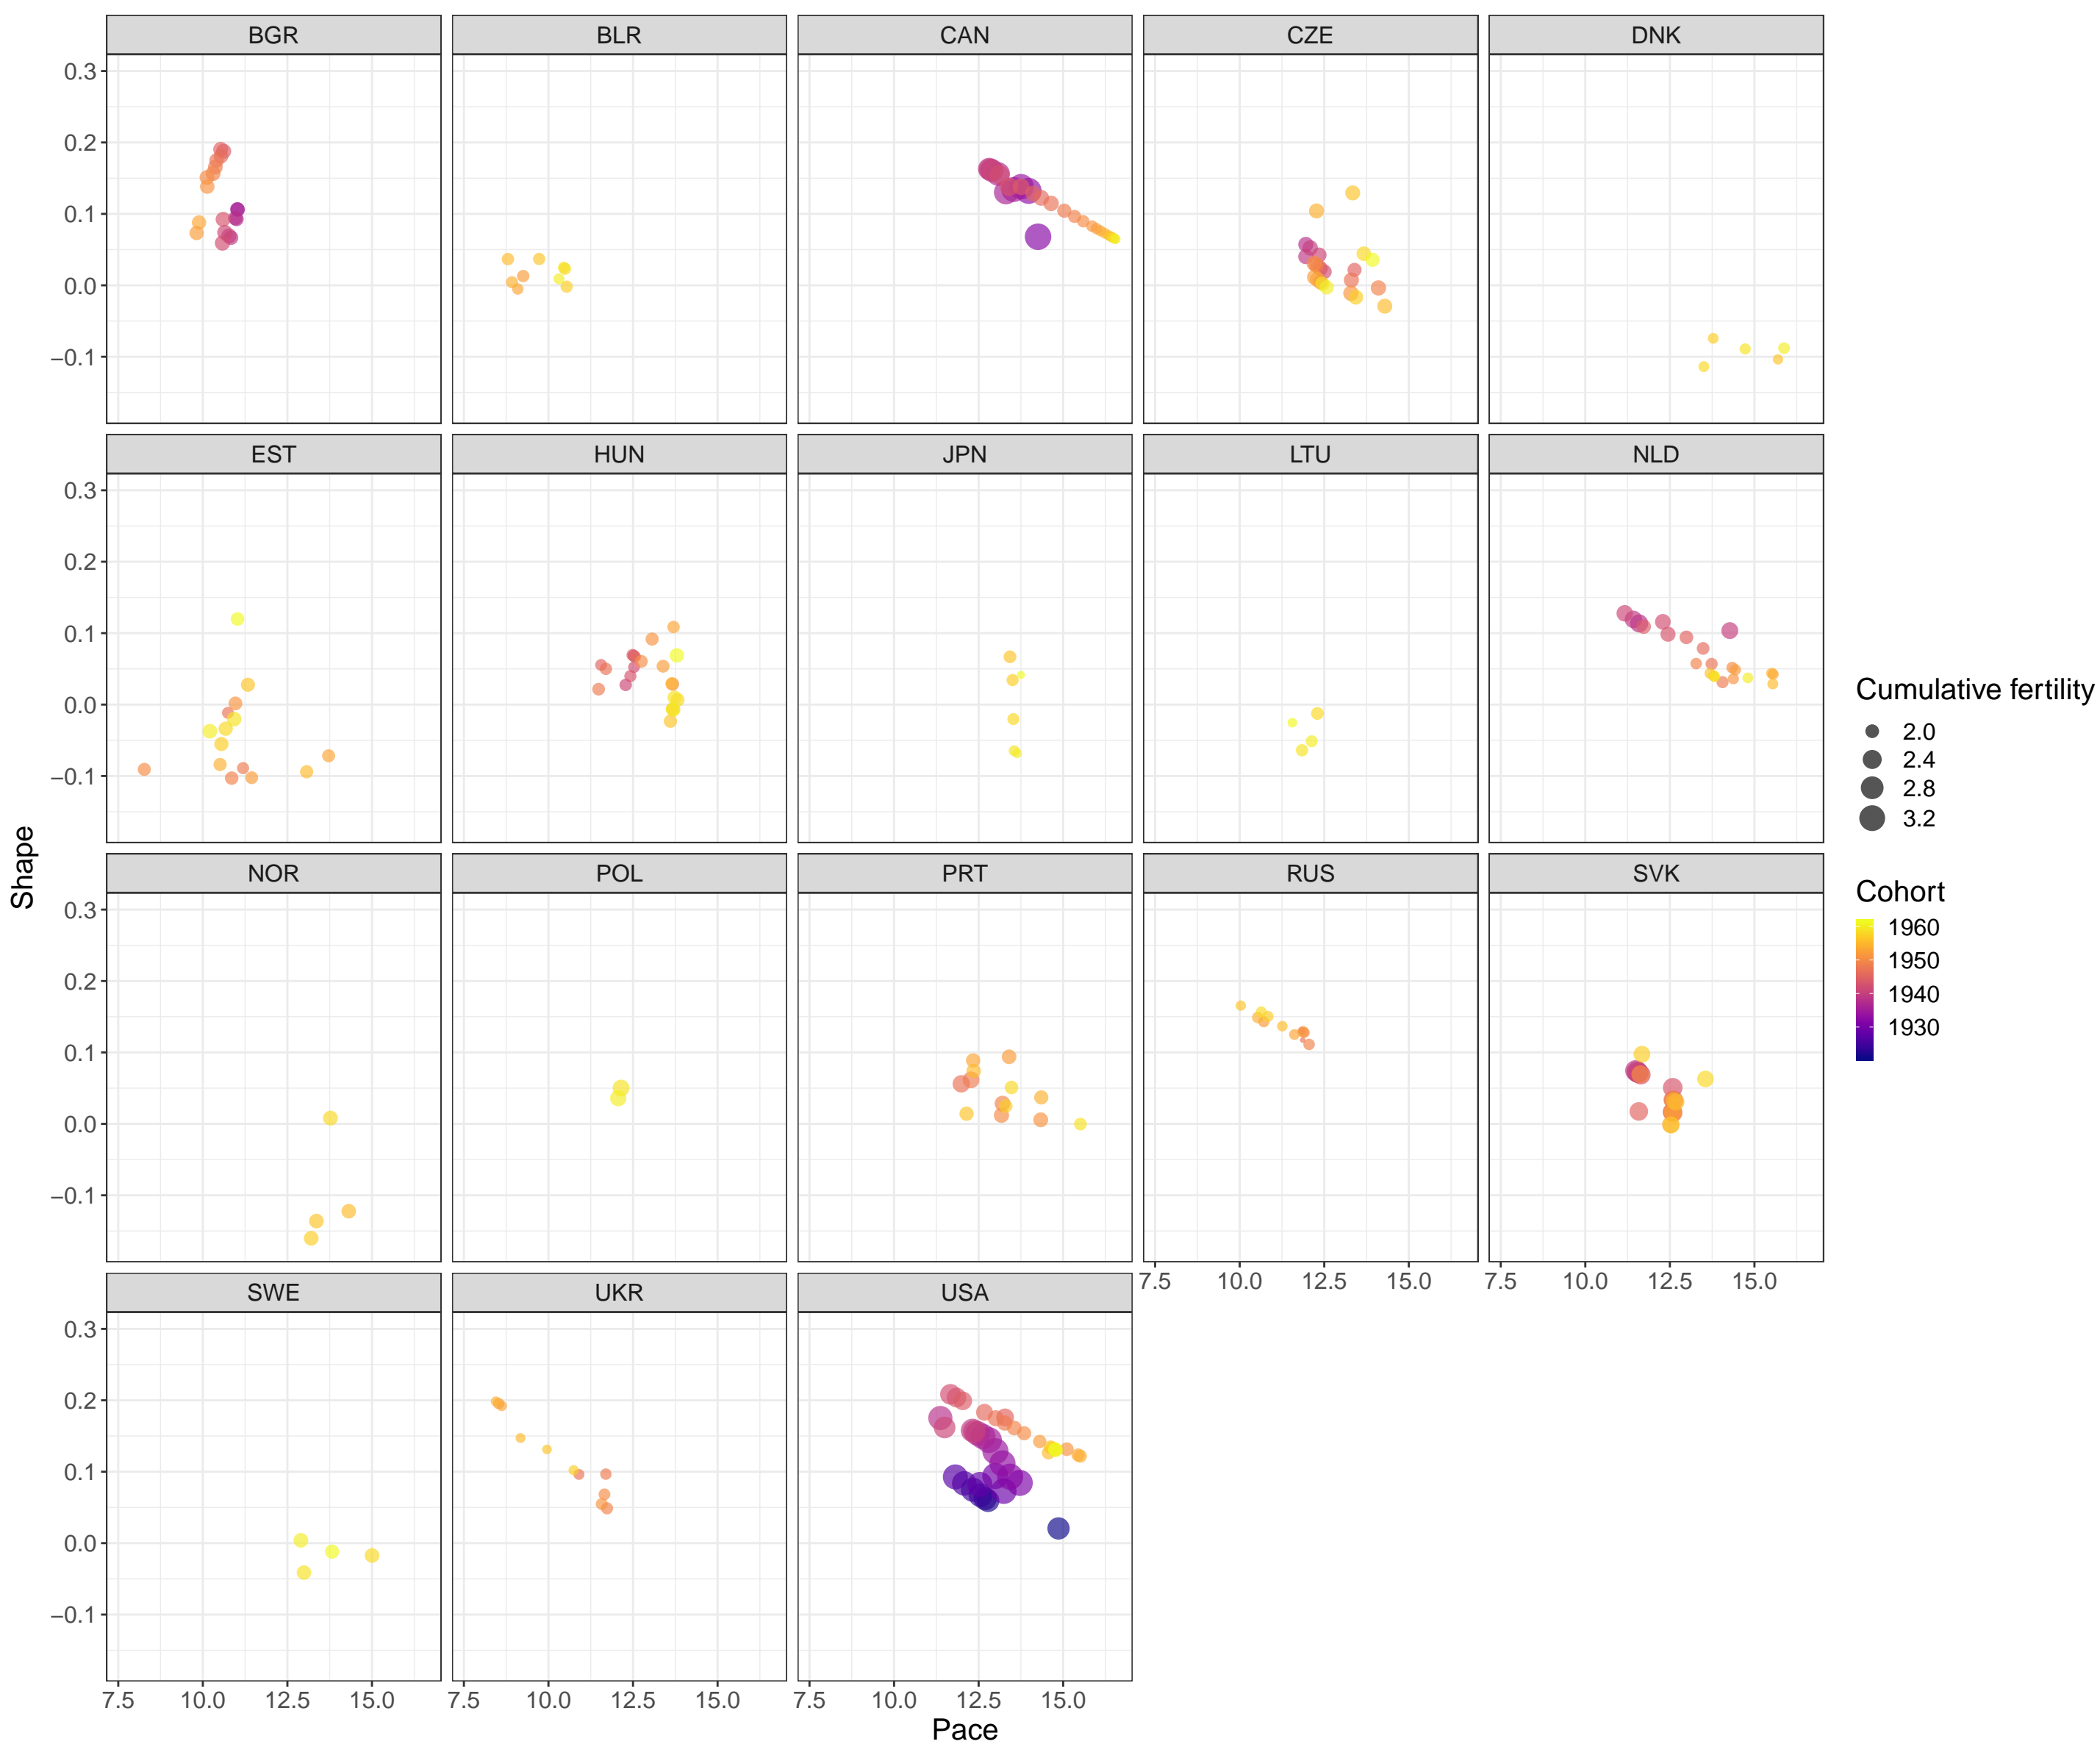 BGR BLR CAN CZE DNK
0.3
0.2
0.1
0.0
−0.1
EST HUN JPN LTU NLD
0.3
0.2
0.1
0.0
−0.1
NOR POL PRT RUS SVK
0.3
0.2
0.1
0.0
−0.1
7.5 10.0 12.5 15.0 7.5 10.0 12.5 15.0
SWE UKR USA
0.3
0.2
0.1
0.0
−0.1
7.5 10.0 12.5 15.0 7.5 10.0 12.5 15.0 7.5 10.0 12.5 15.0
Pace
Shape
Cumulative fertility
2.0
2.4
2.8
3.2
Cohort
1960
1950
1940
1930